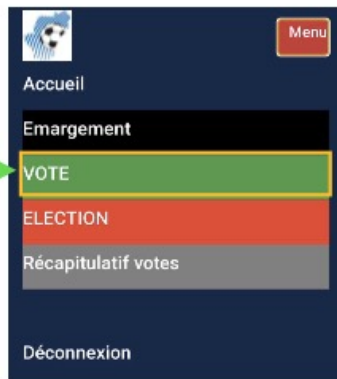 Menu
Accueil
Emargement
VOTE
ELECTION
Récapitulatif votes
Déconnexion